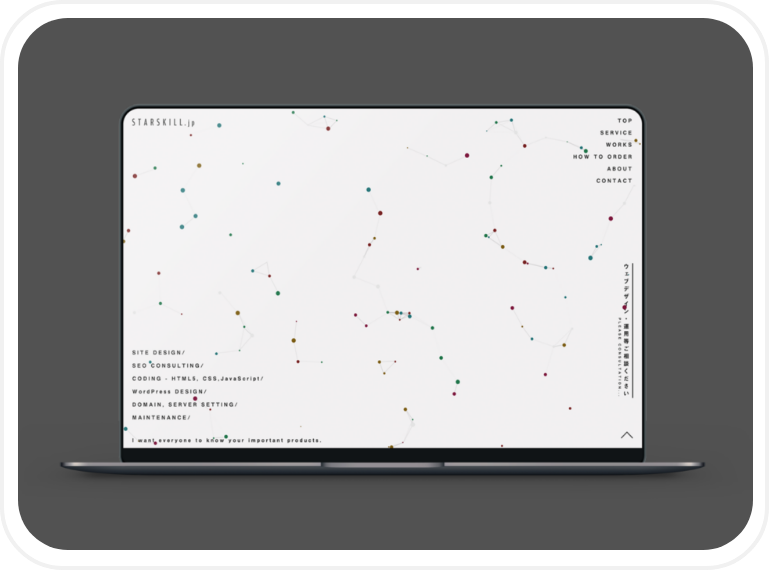 STARSKILL.jp
TOP
SERVICE
WORKS
HOW TO ORDER
ABOUT
CONTACT
ウェブデザイン・運用等ご相談ください
PLEASE CONSULTATION...
SITE DESIGN/
SEO CONSULTING/
CODING - HTML5, CSS,JavaScript/
WordPress DESIGN/
DOMAIN, SERVER SETTING/
MAINTENANCE/
I want everyone to know your important products.